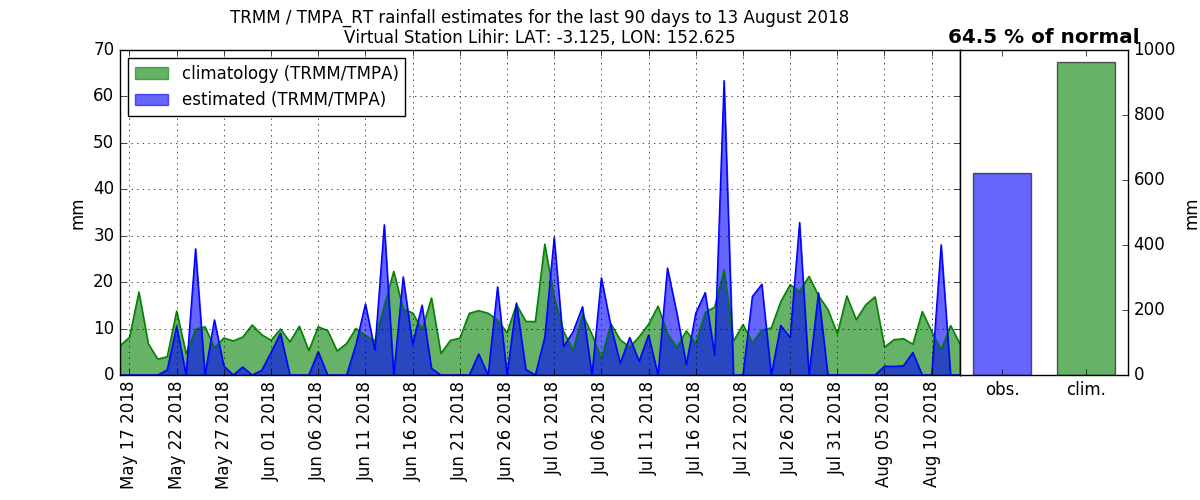 TRMM / TMPA_RT rainfall estimates for the last 90 days to 13 August 2018
Virtual Station Lihir: LAT: -3.125, LON: 152.625
64.5 % of normal
climatology (TRMM/TMPA)
estimated (TRMM/TMPA)
70
60
50
40
30
20
10
0
mm
May 17 2018
May 22 2018
May 27 2018
Jun 01 2018
Jun 06 2018
Jun 11 2018
Jun 16 2018
Jun 21 2018
Jun 26 2018
Jul 01 2018
Jul 06 2018
Jul 11 2018
Jul 16 2018
Jul 21 2018
Jul 26 2018
Jul 31 2018
Aug 05 2018
Aug 10 2018
obs.
clim.
1000
800
600
400
200
0
mm